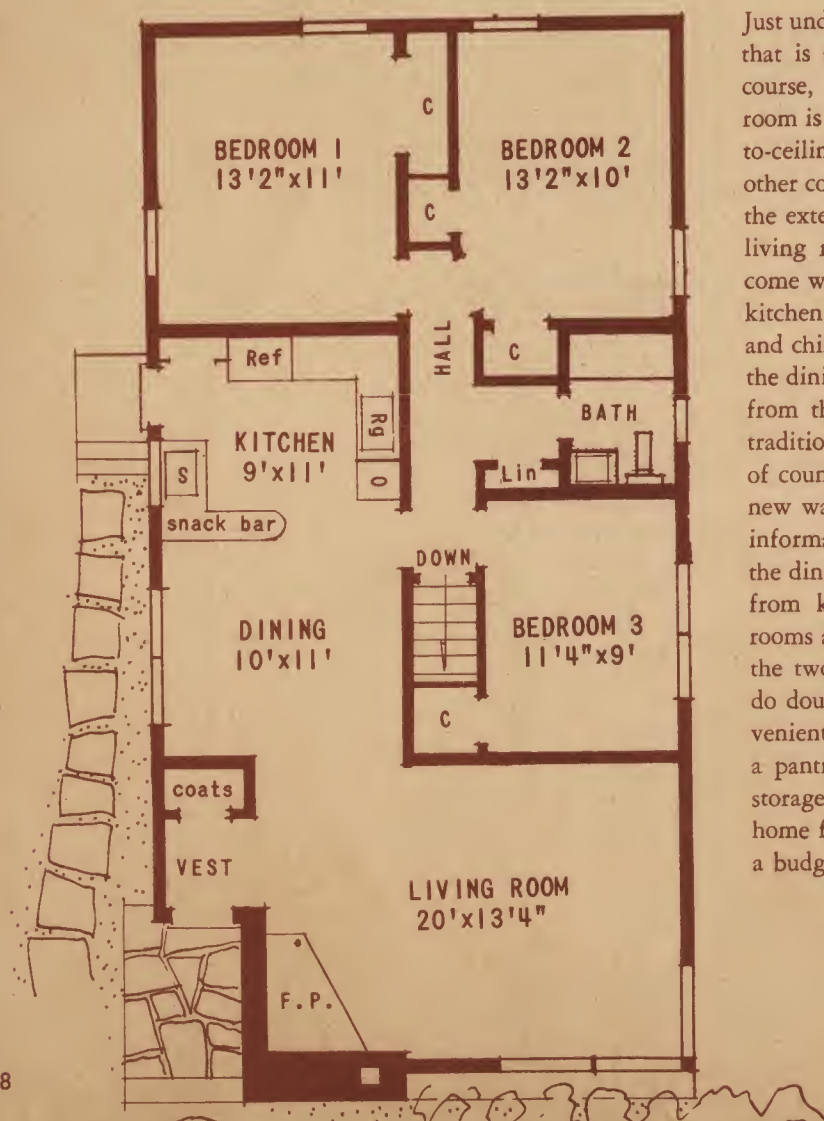 C
BEDROOM 1
13'2"x11'
BEDROOM 2
13'2"x10'
C
HALL
C
Ref
Rg
O
KITCHEN
9'x11'
S
snack bar
BATH
Lin
DOWN
DINING
10'x11'
BEDROOM 3
11'4"x9'
C
coats
VEST
LIVING ROOM
20'x13'4"
F.P.
8
Just
that is
course,
room is
to-ceilin
other co
the exte
living
come w
kitchen
and chi
the dini
from th
traditio
of coun
new wa
informa
the din
from k
rooms a
the two
do dou
venient
a pantr
storage
home f
a budg